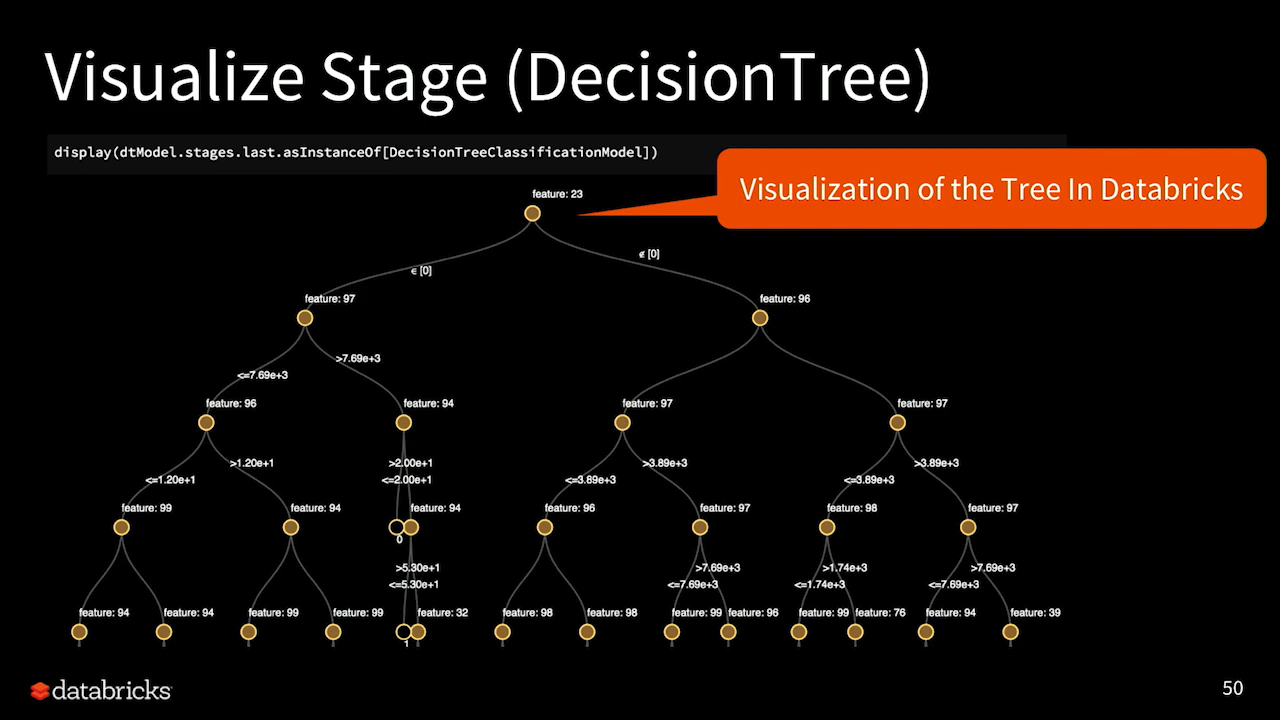 Visualize Stage (DecisionTree)
display(dtModel.stages.last.asInstanceOf[DecisionTreeClassificationModel])
Visualization of the Tree In Databricks
feature: 23
∈ [0]
∉ [0]
feature: 97
feature: 96
<=7.69e+3
>7.69e+3
feature: 96
feature: 94
feature: 97
feature: 97
<=1.20e+1
>1.20e+1
>2.00e+1
<=2.00e+1
<=3.89e+3
>3.89e+3
<=3.89e+3
>3.89e+3
feature: 99
feature: 94
0
feature: 94
feature: 96
feature: 97
feature: 98
feature: 97
>5.30e+1
<=5.30e+1
<=7.69e+3
>7.69e+3
<=1.74e+3
>1.74e+3
<=7.69e+3
>7.69e+3
feature: 94
feature: 94
feature: 99
feature: 99
1
feature: 32
feature: 98
feature: 98
feature: 99
feature: 96
feature: 99
feature: 76
feature: 94
feature: 39
databricks
50